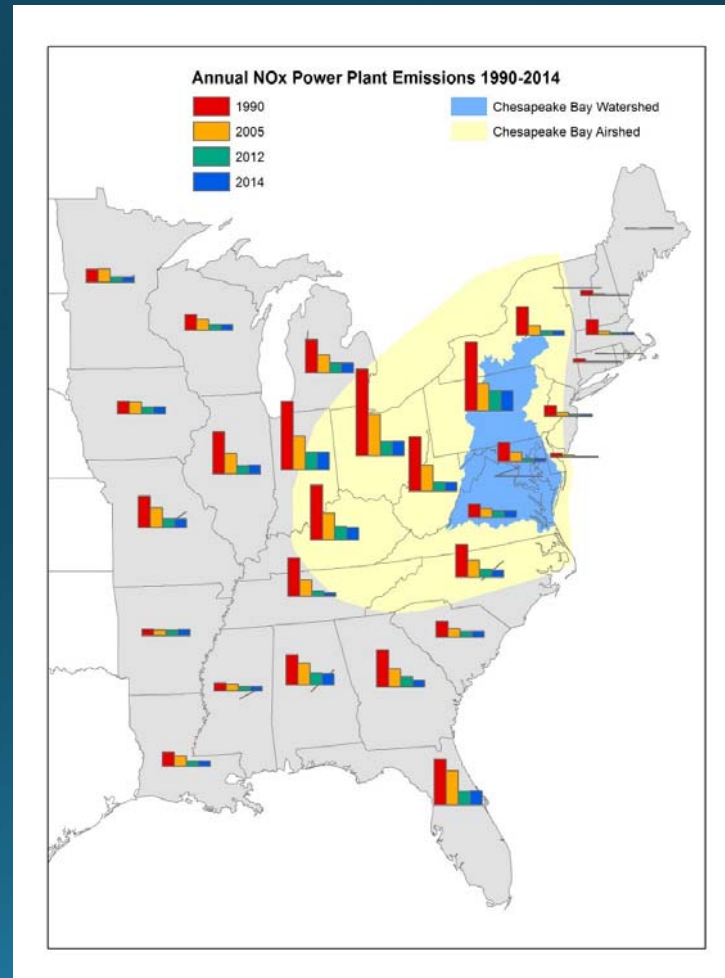 Annual NOx Power Plant Emissions 1990-2014
1990
2005
2012
2014
Chesapeake Bay Watershed
Chesapeake Bay Airshed